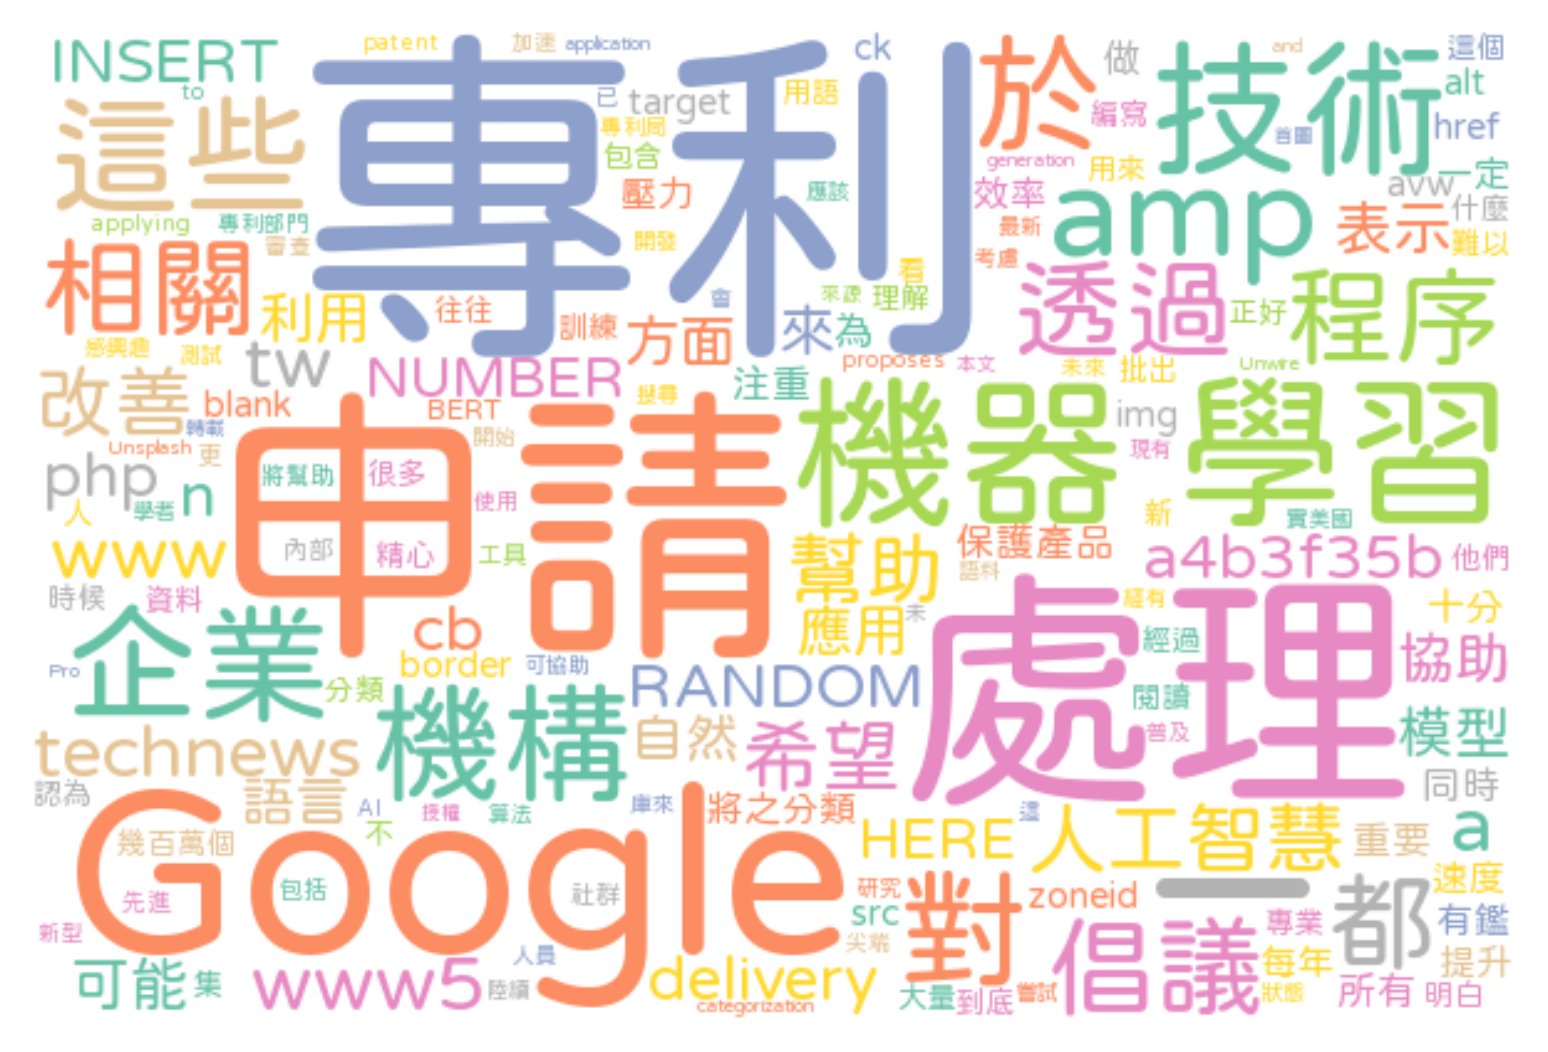 INSERT patent 加速 application ck 做 and 這個
to 已 target 用語 於 技術 alt
這些 專利 專利局 編寫 首圖 href
包含 generation 用來 一定
壓力 應該 效率 amp avw 什麼
applying 專利部門 最新 表示 難以
審查 開發 考慮
相關 利用 往往 會 來源 理解 看 透過 正好 程序
訓練 方面 來 為
感興趣 測試 tw NUMBER proposes 本文 未來 批出 Unwire
改善 blank BERT 搜尋 注重 機器 img 學習
轉載 開始 現有
Unsplash 更 申請
php 將幫助 很多 使用
人 學者 n 新 實美國
www 內部 精心 工具 幫助 保護產品 a4b3f35b 他們
語料
時候 資料 經有 十分
企業 cb 應用 未 處理 經過 協助
Pro border 可協助
分類 機構 RANDOM 閱讀
technews 自然 希望 普及 模型
認為 語言 AI 授權 算法 庫來 將之分類 這 同時
幾百萬個 不 HERE 人工智慧 重要 a
Google 包括 社群 研究 對 zoneid 一 都 速度
先進 src 倡議 專業 有鑑
新型 尖端
可能 集 www5 陸續 人員 delivery 每年 提升
categorization 大量 到底 嘗試 狀態 所有 明白